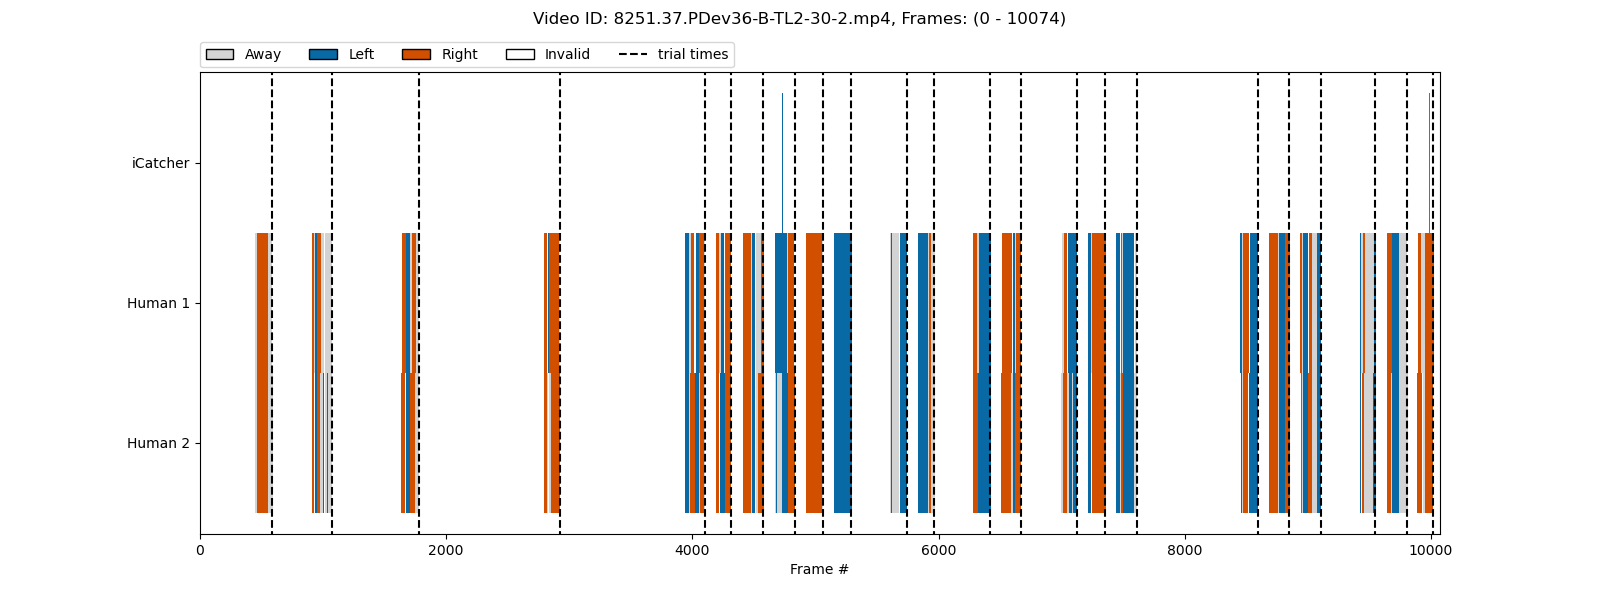 Video ID: 8251.37.PDev36-B-TL2-30-2.mp4, Frames: (0 - 10074)
Away Left Right Invalid trial times
iCatcher
Human 1
Human 2
0 2000 4000 6000 8000 10000
Frame #